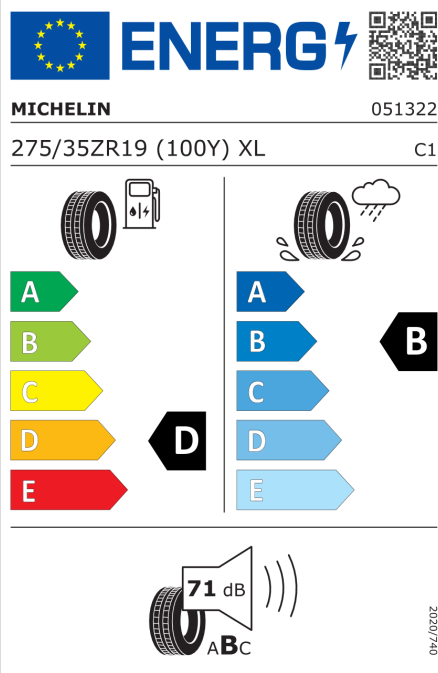 ENERG
MICHELIN 051322
275/35ZR19 (100Y) XL C1
A A
B B B
C C
D D D
E E
71 dB
ABC
2020/740